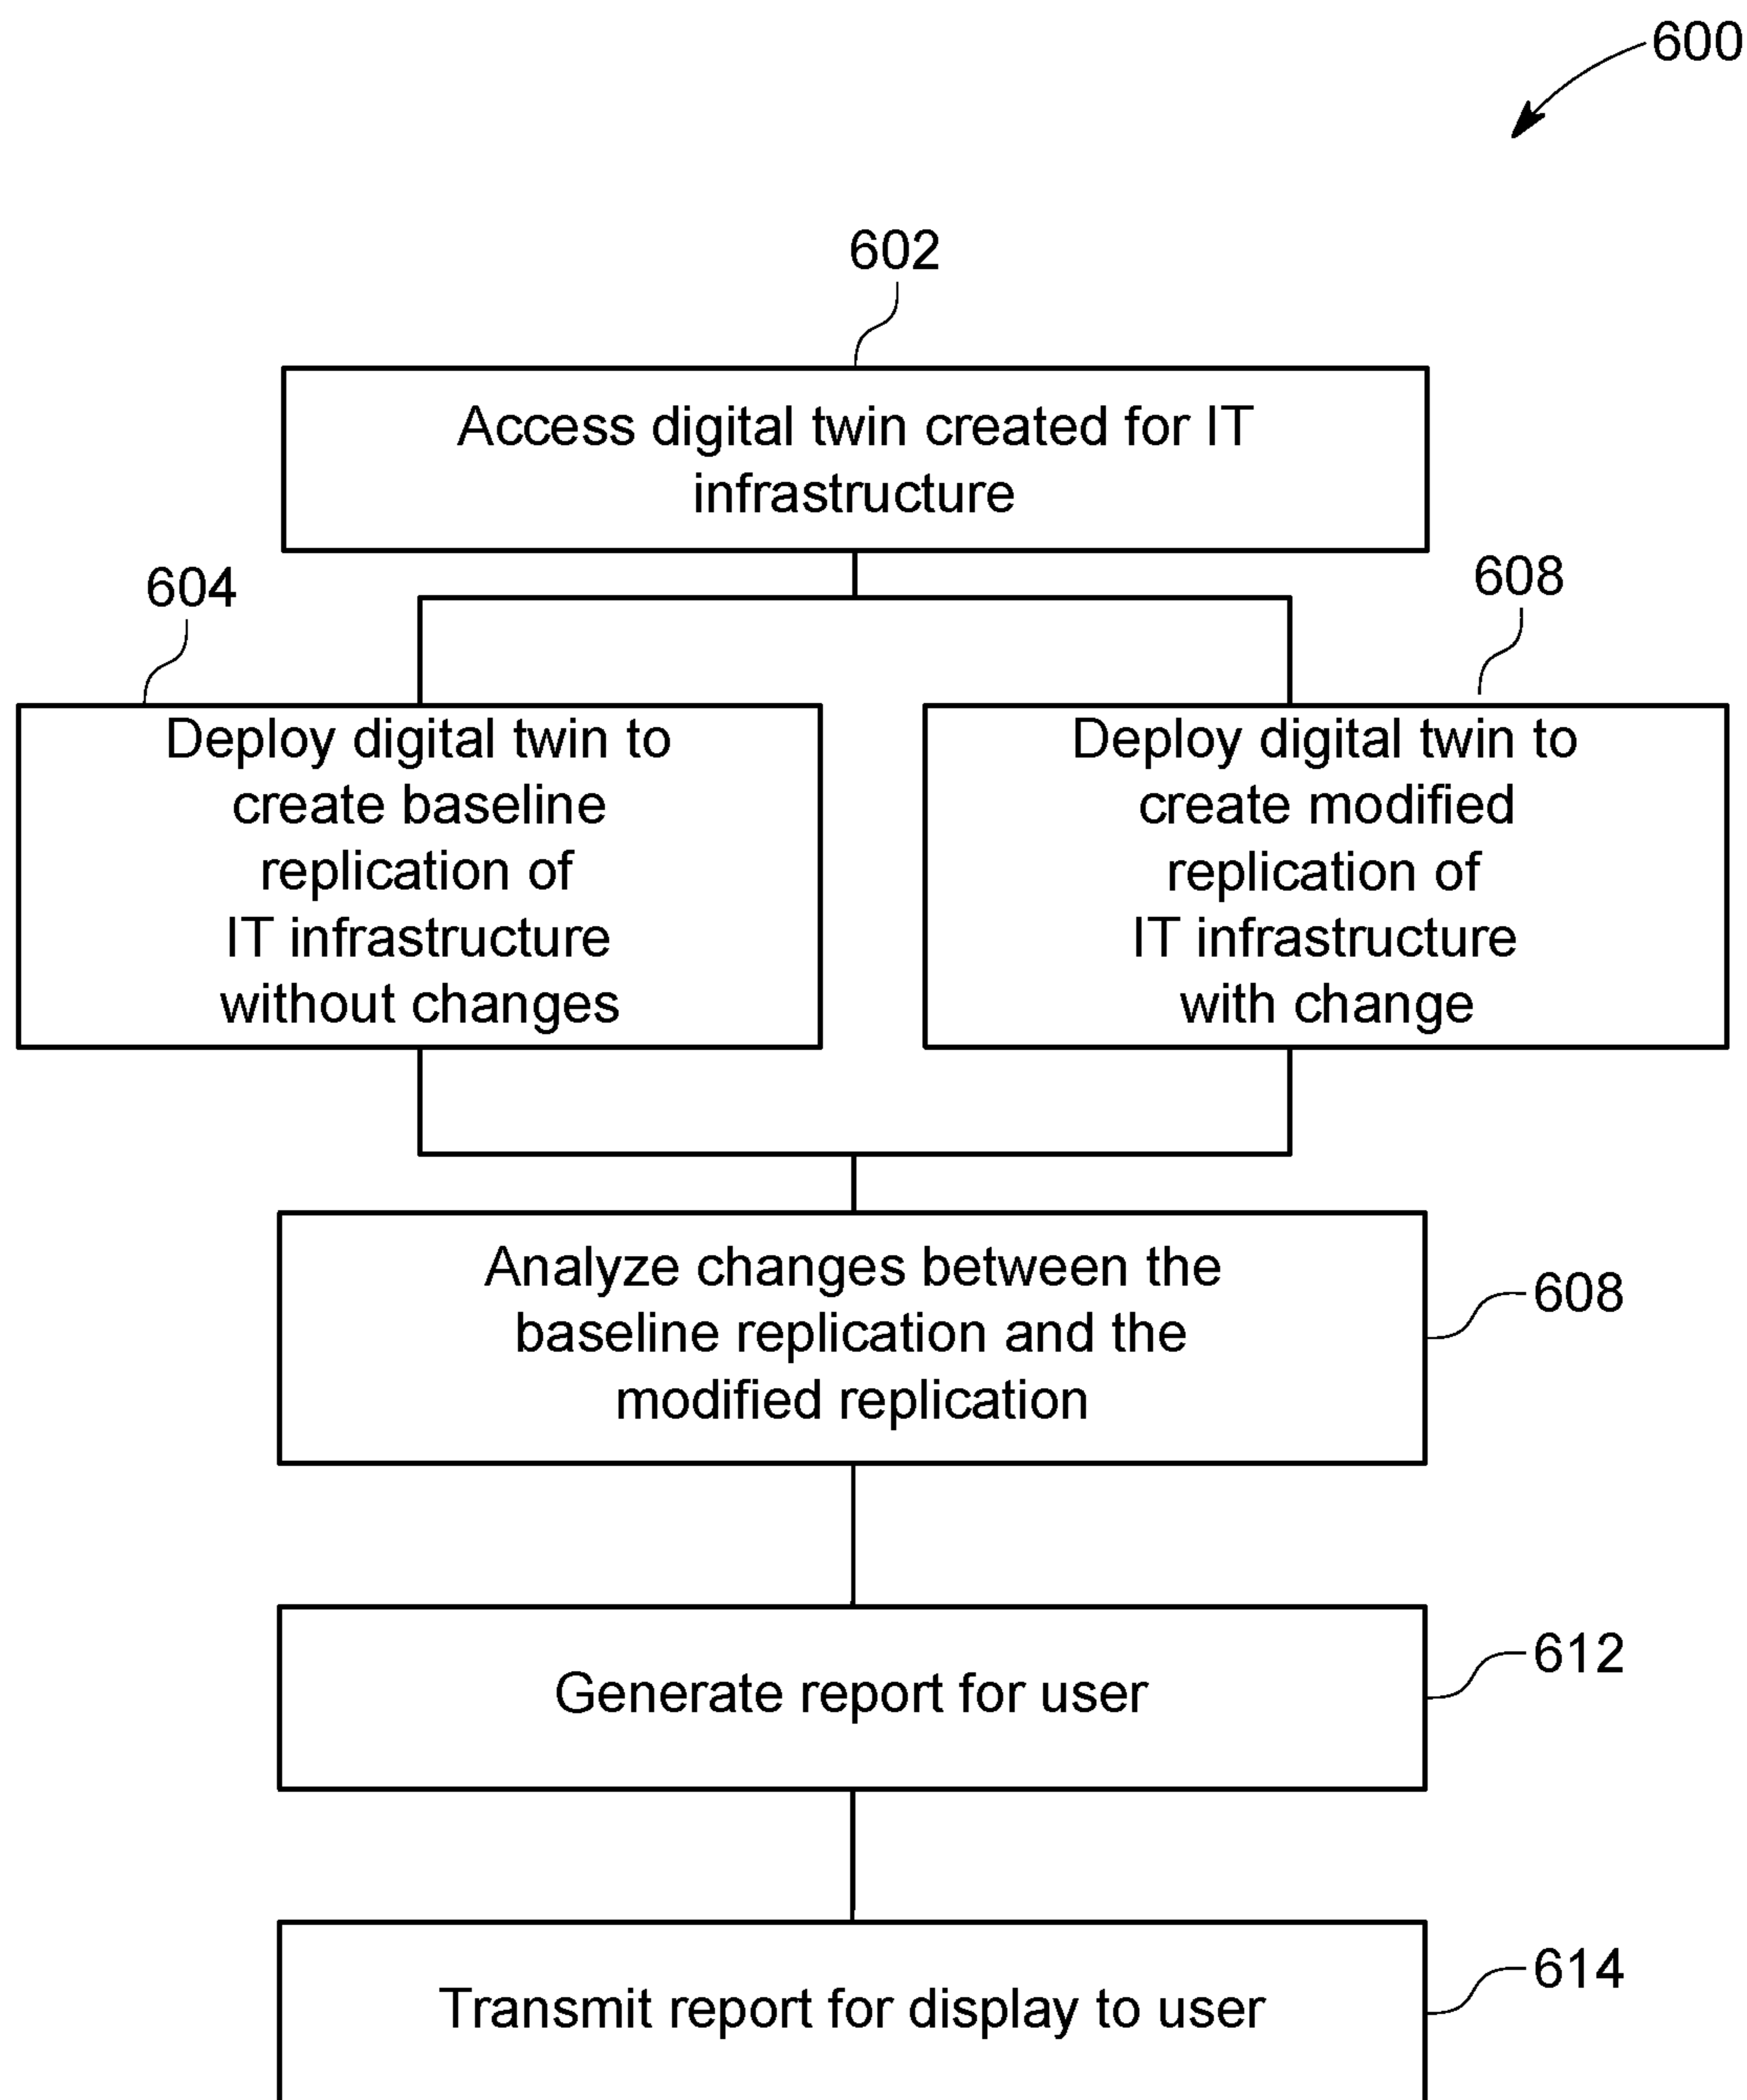 600
602
Access digital twin created for IT
infrastructure
604
Deploy digital twin to
create baseline
replication of
IT infrastructure
without changes
608
Deploy digital twin to
create modified
replication of
IT infrastructure
with change
Analyze changes between the
baseline replication and the
modified replication
608
Generate report for user
612
Transmit report for display to user
614